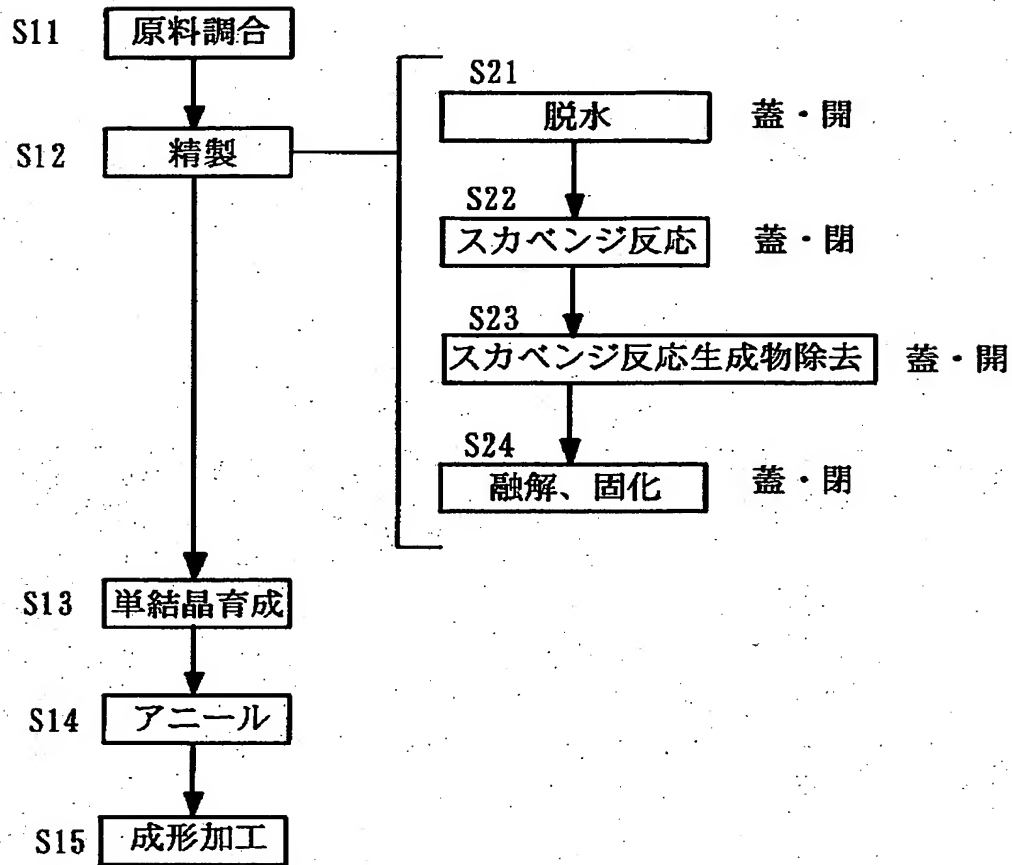 S11 原料調合
S12 精製
S21
脱水 蓋・開
S22
スカベンジ反応 蓋・閉
S23
スカベンジ反応生成物除去 蓋・開
S24
融解、固化 蓋・閉
S13 単結晶育成
S14 アニール
S15 成形加工